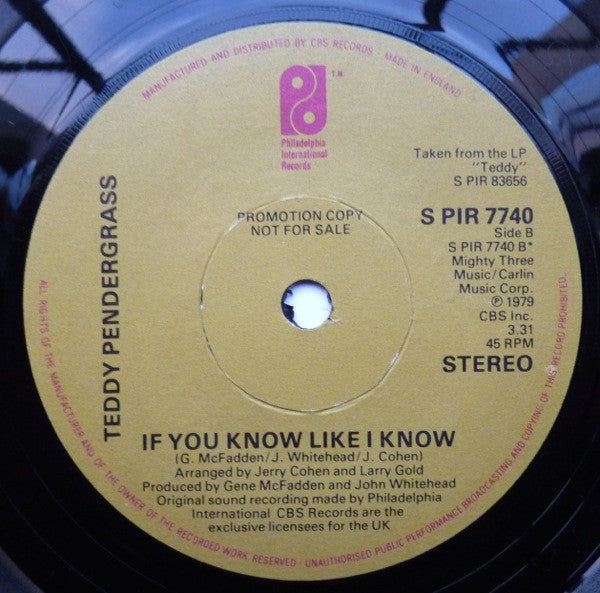 MANUFACTURED AND DISTRIBUTED BY CBS RECORDS · MADE IN ENGLAND.
T.M.
Philadelphia
International
Records
Taken from the LP
"Teddy"
S PIR 83656
PROMOTION COPY
NOT FOR SALE
S PIR 7740
Side B
S PIR 7740 B*
Mighty Three
Music/Carlin
Music Corp.
℗ 1979
CBS Inc.
3.31
45 RPM
STEREO
TEDDY PENDERGRASS
IF YOU KNOW LIKE I KNOW
(G. McFadden/J. Whitehead/J. Cohen)
Arranged by Jerry Cohen and Larry Gold
Produced by Gene McFadden and John Whitehead
Original sound recording made by Philadelphia
International CBS Records are the
exclusive licensees for the UK
ALL RIGHTS OF THE MANUFACTURER AND OF THE OWNER OF THE RECORDED WORK RESERVED · UNAUTHORISED PUBLIC PERFORMANCE BROADCASTING AND COPYING OF THIS RECORD PROHIBITED.